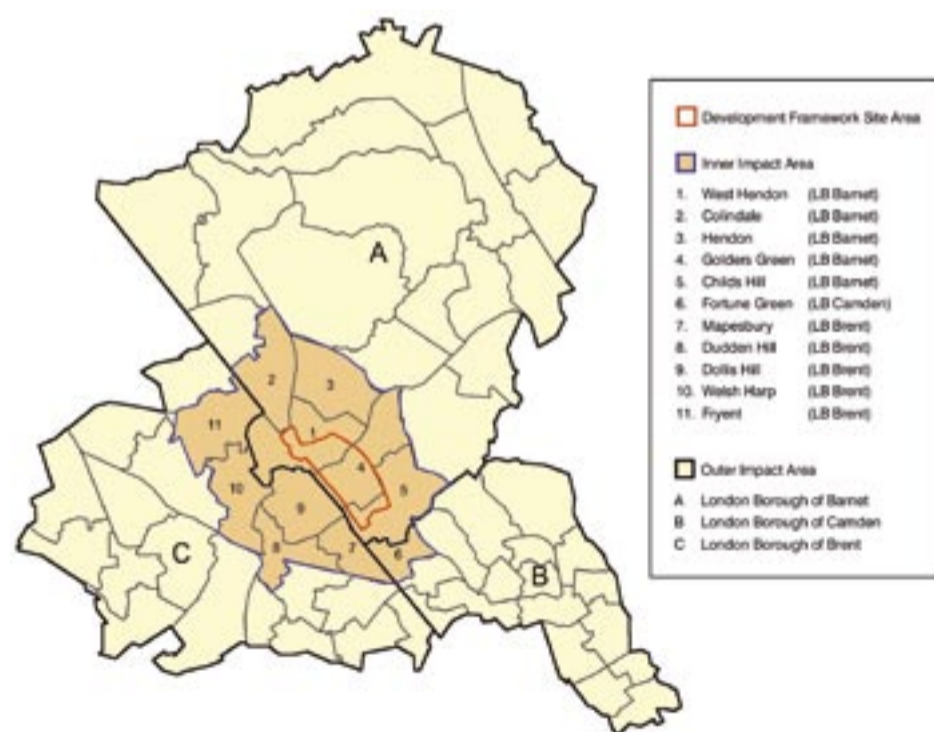 A
2
3
11
1
4
10
5
9
C
8
7
6
B
Development Framework Site Area
Inner Impact Area
1. West Hendon (LB Barnet)
2. Colindale (LB Barnet)
3. Hendon (LB Barnet)
4. Golders Green (LB Barnet)
5. Childs Hill (LB Barnet)
6. Fortune Green (LB Camden)
7. Mapesbury (LB Brent)
8. Dudden Hill (LB Brent)
9. Dollis Hill (LB Brent)
10. Welsh Harp (LB Brent)
11. Fryent (LB Brent)
Outer Impact Area
A London Borough of Barnet
B London Borough of Camden
C London Borough of Brent